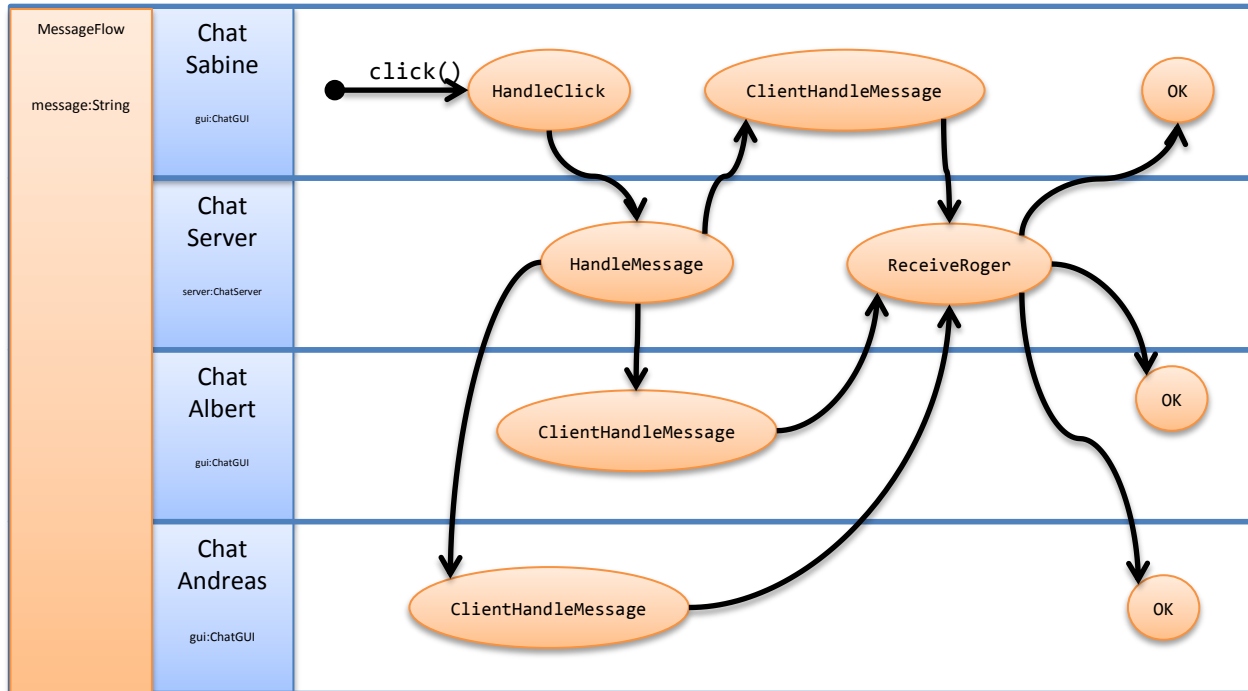 MessageFlow
message:String
Chat
Sabine
gui:ChatGUI
click()
HandleClick
ClientHandleMessage
OK
Chat
Server
server:ChatServer
HandleMessage
ReceiveRoger
Chat
Albert
gui:ChatGUI
ClientHandleMessage
OK
Chat
Andreas
gui:ChatGUI
ClientHandleMessage
OK